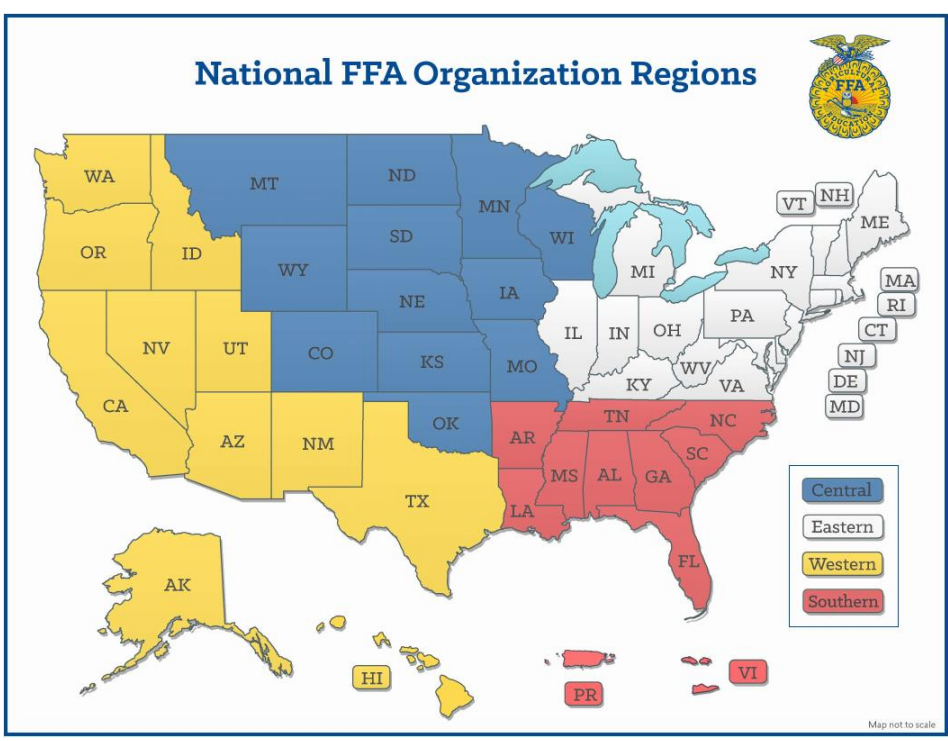 National FFA Organization Regions
AGRICULTURAL
FFA
EDUCATION
WA
MT
ND
MN
VT
NH
ME
OR
ID
SD
WI
WY
MI
NY
MA
NE
IA
RI
PA
CT
NV
UT
CO
KS
MO
IL
IN
OH
NJ
WV
VA
KY
DE
CA
MD
AZ
NM
OK
AR
TN
NC
SC
TX
MS
AL
GA
LA
Central
Eastern
FL
Western
AK
Southern
HI
PR
VI
Map not to scale